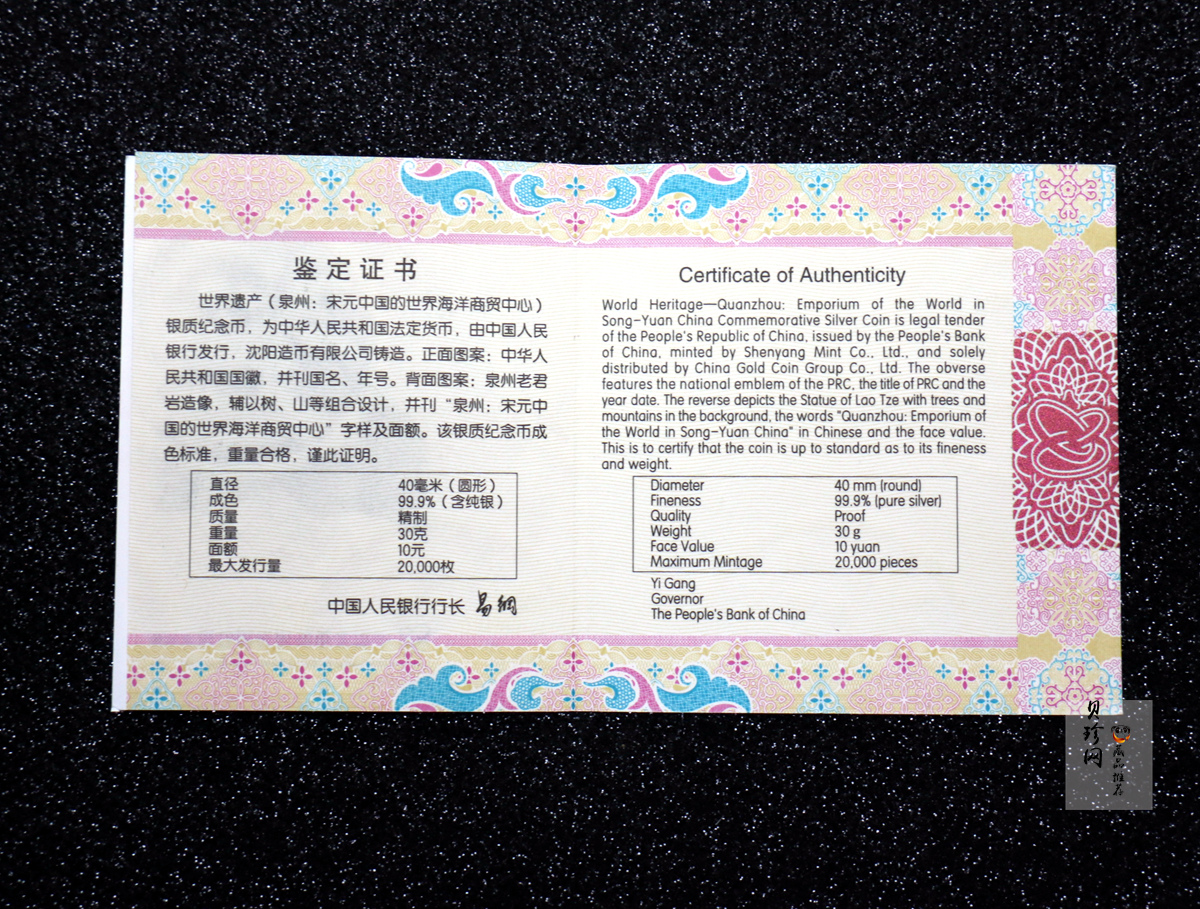 鉴定证书
世界遗产（泉州：宋元中国的世界海洋商贸中心）
银质纪念币，为中华人民共和国法定货币，由中国人民
银行发行，沈阳造币有限公司铸造。正面图案：中华人
民共和国国徽，并刊国名、年号。背面图案：泉州老君
岩造像，辅以树、山等组合设计，并刊“泉州：宋元中
国的世界海洋商贸中心”字样及面额。该银质纪念币成
色标准，重量合格，谨此证明。
直径 40毫米（圆形）
成色 99.9%（含纯银）
质量 精制
重量 30克
面额 10元
最大发行量 20,000枚
中国人民银行行长 易纲
Certificate of Authenticity
World Heritage—Quanzhou: Emporium of the World in
Song-Yuan China Commemorative Silver Coin is legal tender
of the People's Republic of China, issued by the People's Bank
of China, minted by Shenyang Mint Co., Ltd., and solely
distributed by China Gold Coin Group Co., Ltd. The obverse
features the national emblem of the PRC, the title of PRC and the
year date. The reverse depicts the Statue of Lao Tze with trees and
mountains in the background, the words "Quanzhou: Emporium of
the World in Song-Yuan China" in Chinese and the face value.
This is to certify that the coin is up to standard as to its fineness
and weight.
Diameter 40 mm (round)
Fineness 99.9% (pure silver)
Quality Proof
Weight 30 g
Face Value 10 yuan
Maximum Mintage 20,000 pieces
Yi Gang
Governor
The People's Bank of China
贝珍网
藏品推荐